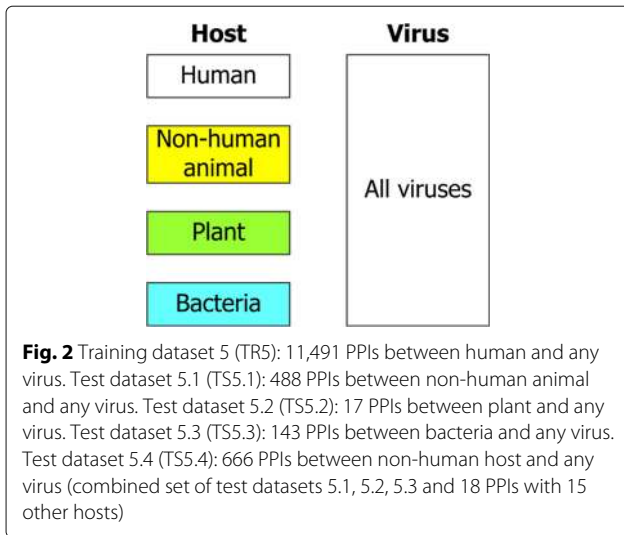 Host Virus
Human
Non-human
animal
All viruses
Plant
Bacteria
Fig. 2 Training dataset 5 (TR5): 11,491 PPIs between human and any
virus. Test dataset 5.1 (TS5.1): 488 PPIs between non-human animal
and any virus. Test dataset 5.2 (TS5.2): 17 PPIs between plant and any
virus. Test dataset 5.3 (TS5.3): 143 PPIs between bacteria and any virus.
Test dataset 5.4 (TS5.4): 666 PPIs between non-human host and any
virus (combined set of test datasets 5.1, 5.2, 5.3 and 18 PPIs with 15
other hosts)